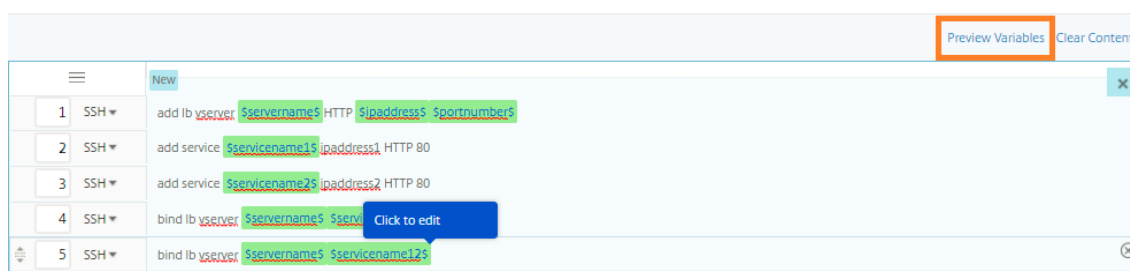 Preview Variables Clear Content
New
1 SSH add lb vserver $servername$ HTTP $ipaddress$ $portnumber$
2 SSH add service $servicename1$ ipaddress1 HTTP 80
3 SSH add service $servicename2$ ipaddress2 HTTP 80
4 SSH bind lb vserver $servername$ $servi Click to edit
5 SSH bind lb vserver $servername$ $servicename12$